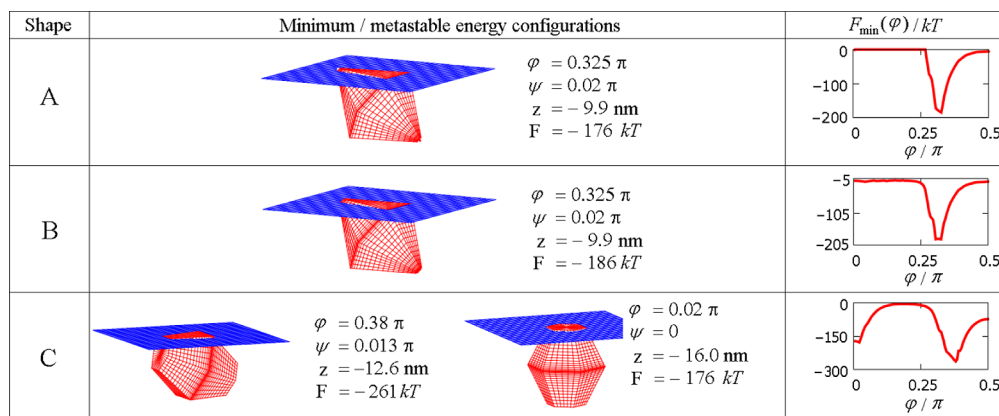 Shape Minimum / metastable energy configurations F_min(φ) / kT
A
φ = 0.325 π
ψ = 0.02 π
z = − 9.9 nm
F = − 176 kT
0
−100
−200
0 0.25 0.5
φ / π
B
φ = 0.325 π
ψ = 0.02 π
z = − 9.9 nm
F = − 186 kT
−5
−105
−205
0 0.25 0.5
φ / π
C
φ = 0.38 π
ψ = 0.013 π
z = −12.6 nm
F = −261 kT
φ = 0.02 π
ψ = 0
z = − 16.0 nm
F = − 176 kT
0
−150
−300
0 0.25 0.5
φ / π